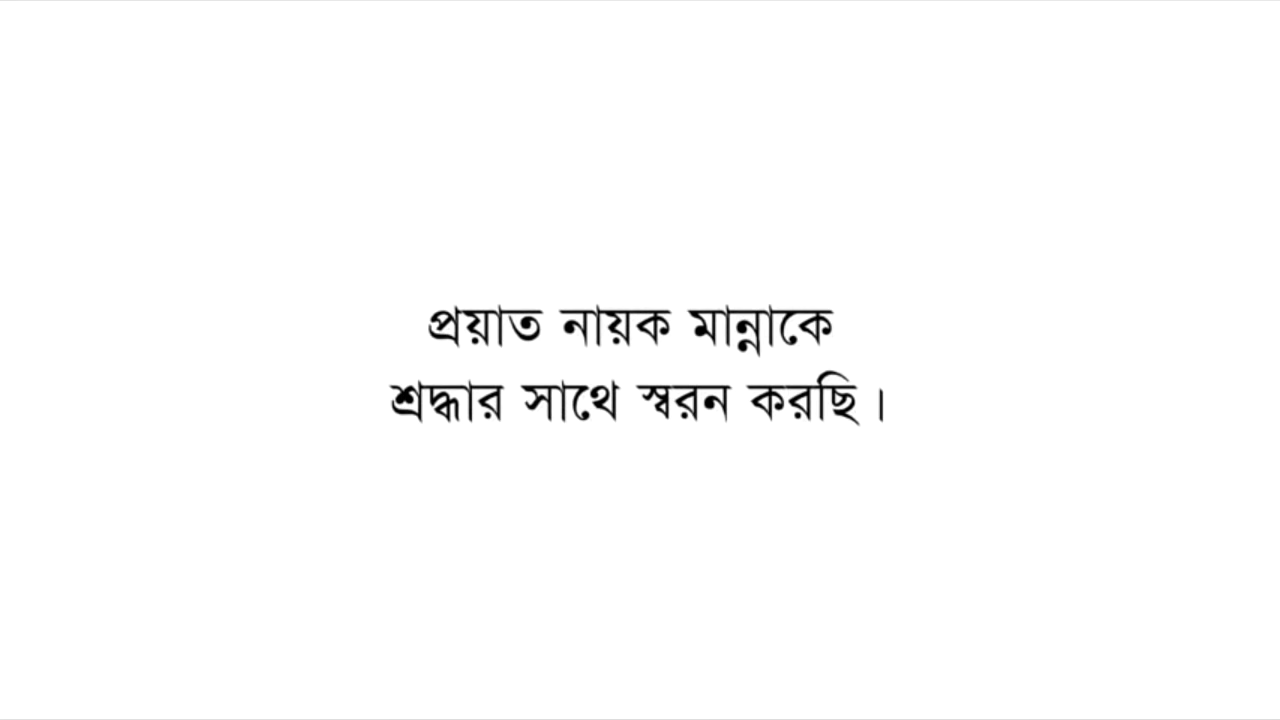 প্রয়াত নায়ক মান্নাকে
শ্রদ্ধার সাথে স্বরন করছি।